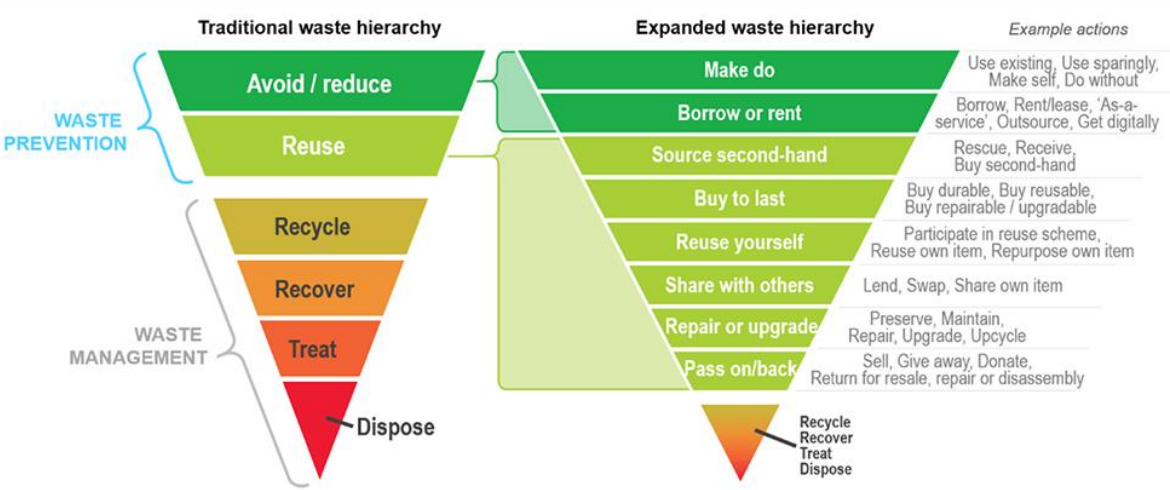 Traditional waste hierarchy
Expanded waste hierarchy
Example actions
WASTE
PREVENTION
Avoid / reduce
Reuse
WASTE
MANAGEMENT
Recycle
Recover
Treat
Dispose
Make do
Use existing, Use sparingly,
Make self, Do without
Borrow or rent
Borrow, Rent/lease, 'As-a-
service', Outsource, Get digitally
Source second-hand
Rescue, Receive,
Buy second-hand
Buy to last
Buy durable, Buy reusable,
Buy repairable / upgradable
Reuse yourself
Participate in reuse scheme,
Reuse own item, Repurpose own item
Share with others
Lend, Swap, Share own item
Repair or upgrade
Preserve, Maintain,
Repair, Upgrade, Upcycle
Pass on/back
Sell, Give away, Donate,
Return for resale, repair or disassembly
Recycle
Recover
Treat
Dispose